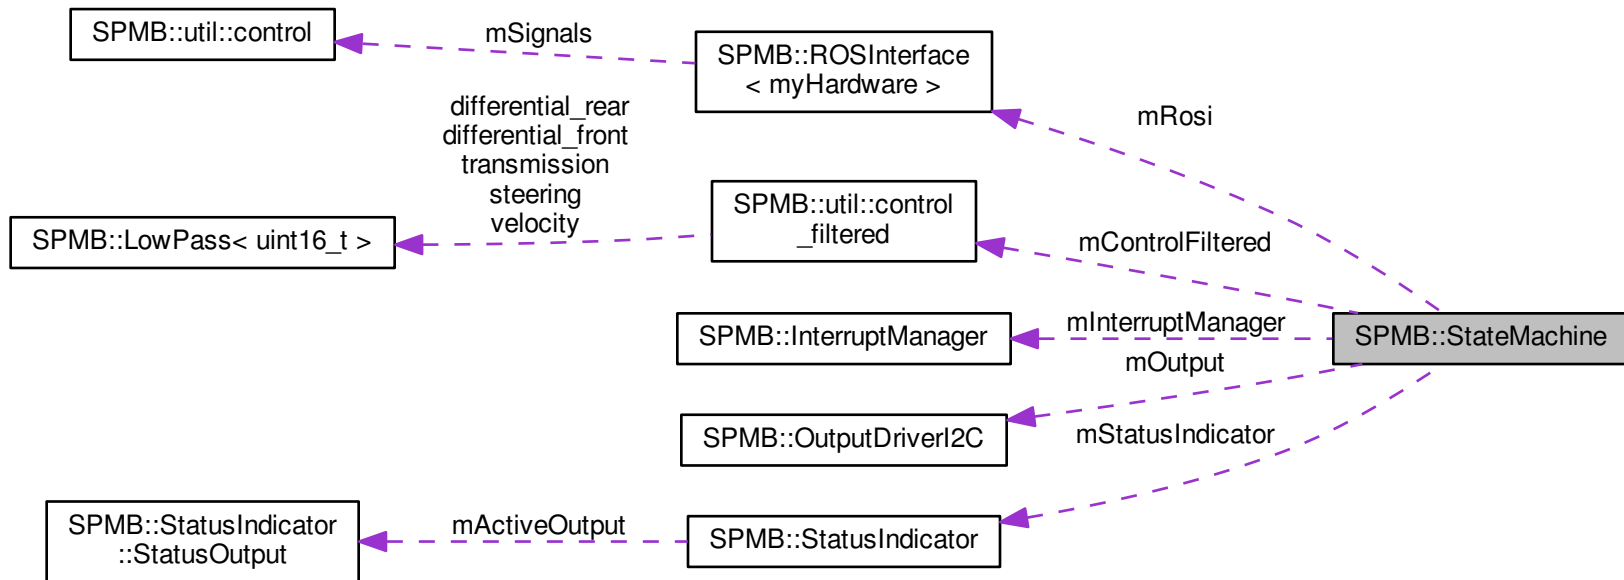 SPMB::util::control
mSignals
SPMB::ROSInterface
< myHardware >
mRosi
differential_rear
differential_front
transmission
steering
velocity
SPMB::LowPass< uint16_t >
SPMB::util::control
_filtered
mControlFiltered
SPMB::InterruptManager
mInterruptManager
SPMB::StateMachine
mOutput
SPMB::OutputDriverI2C
mStatusIndicator
SPMB::StatusIndicator
::StatusOutput
mActiveOutput
SPMB::StatusIndicator